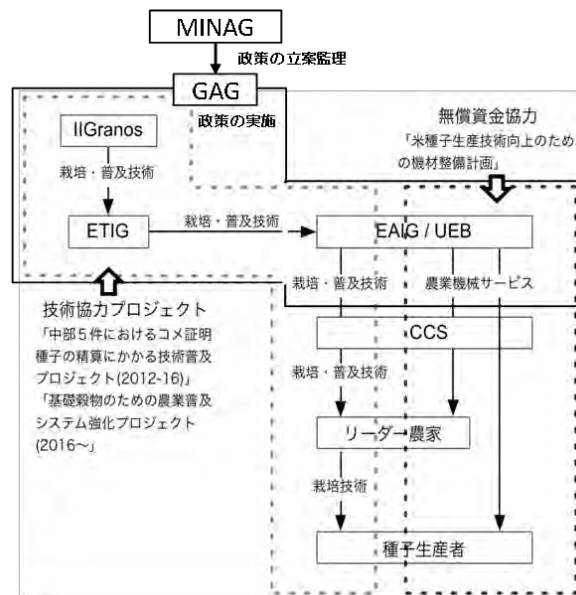 MINAG
政策の立案監理
GAG
政策の実施
IIGranos
無償資金協力
「米種子生産技術向上のため
の機材整備計画」
栽培・普及技術
ETIG
栽培・普及技術
EAIG / UEB
技術協力プロジェクト
「中部５件におけるコメ証明
種子の精算にかかる技術普及
プロジェクト(2012-16)」
「基礎穀物のための農業普及
システム強化プロジェクト
(2016～」
栽培・普及技術
農業機械サービス
CCS
栽培・普及技術
リーダー農家
栽培技術
種子生産者